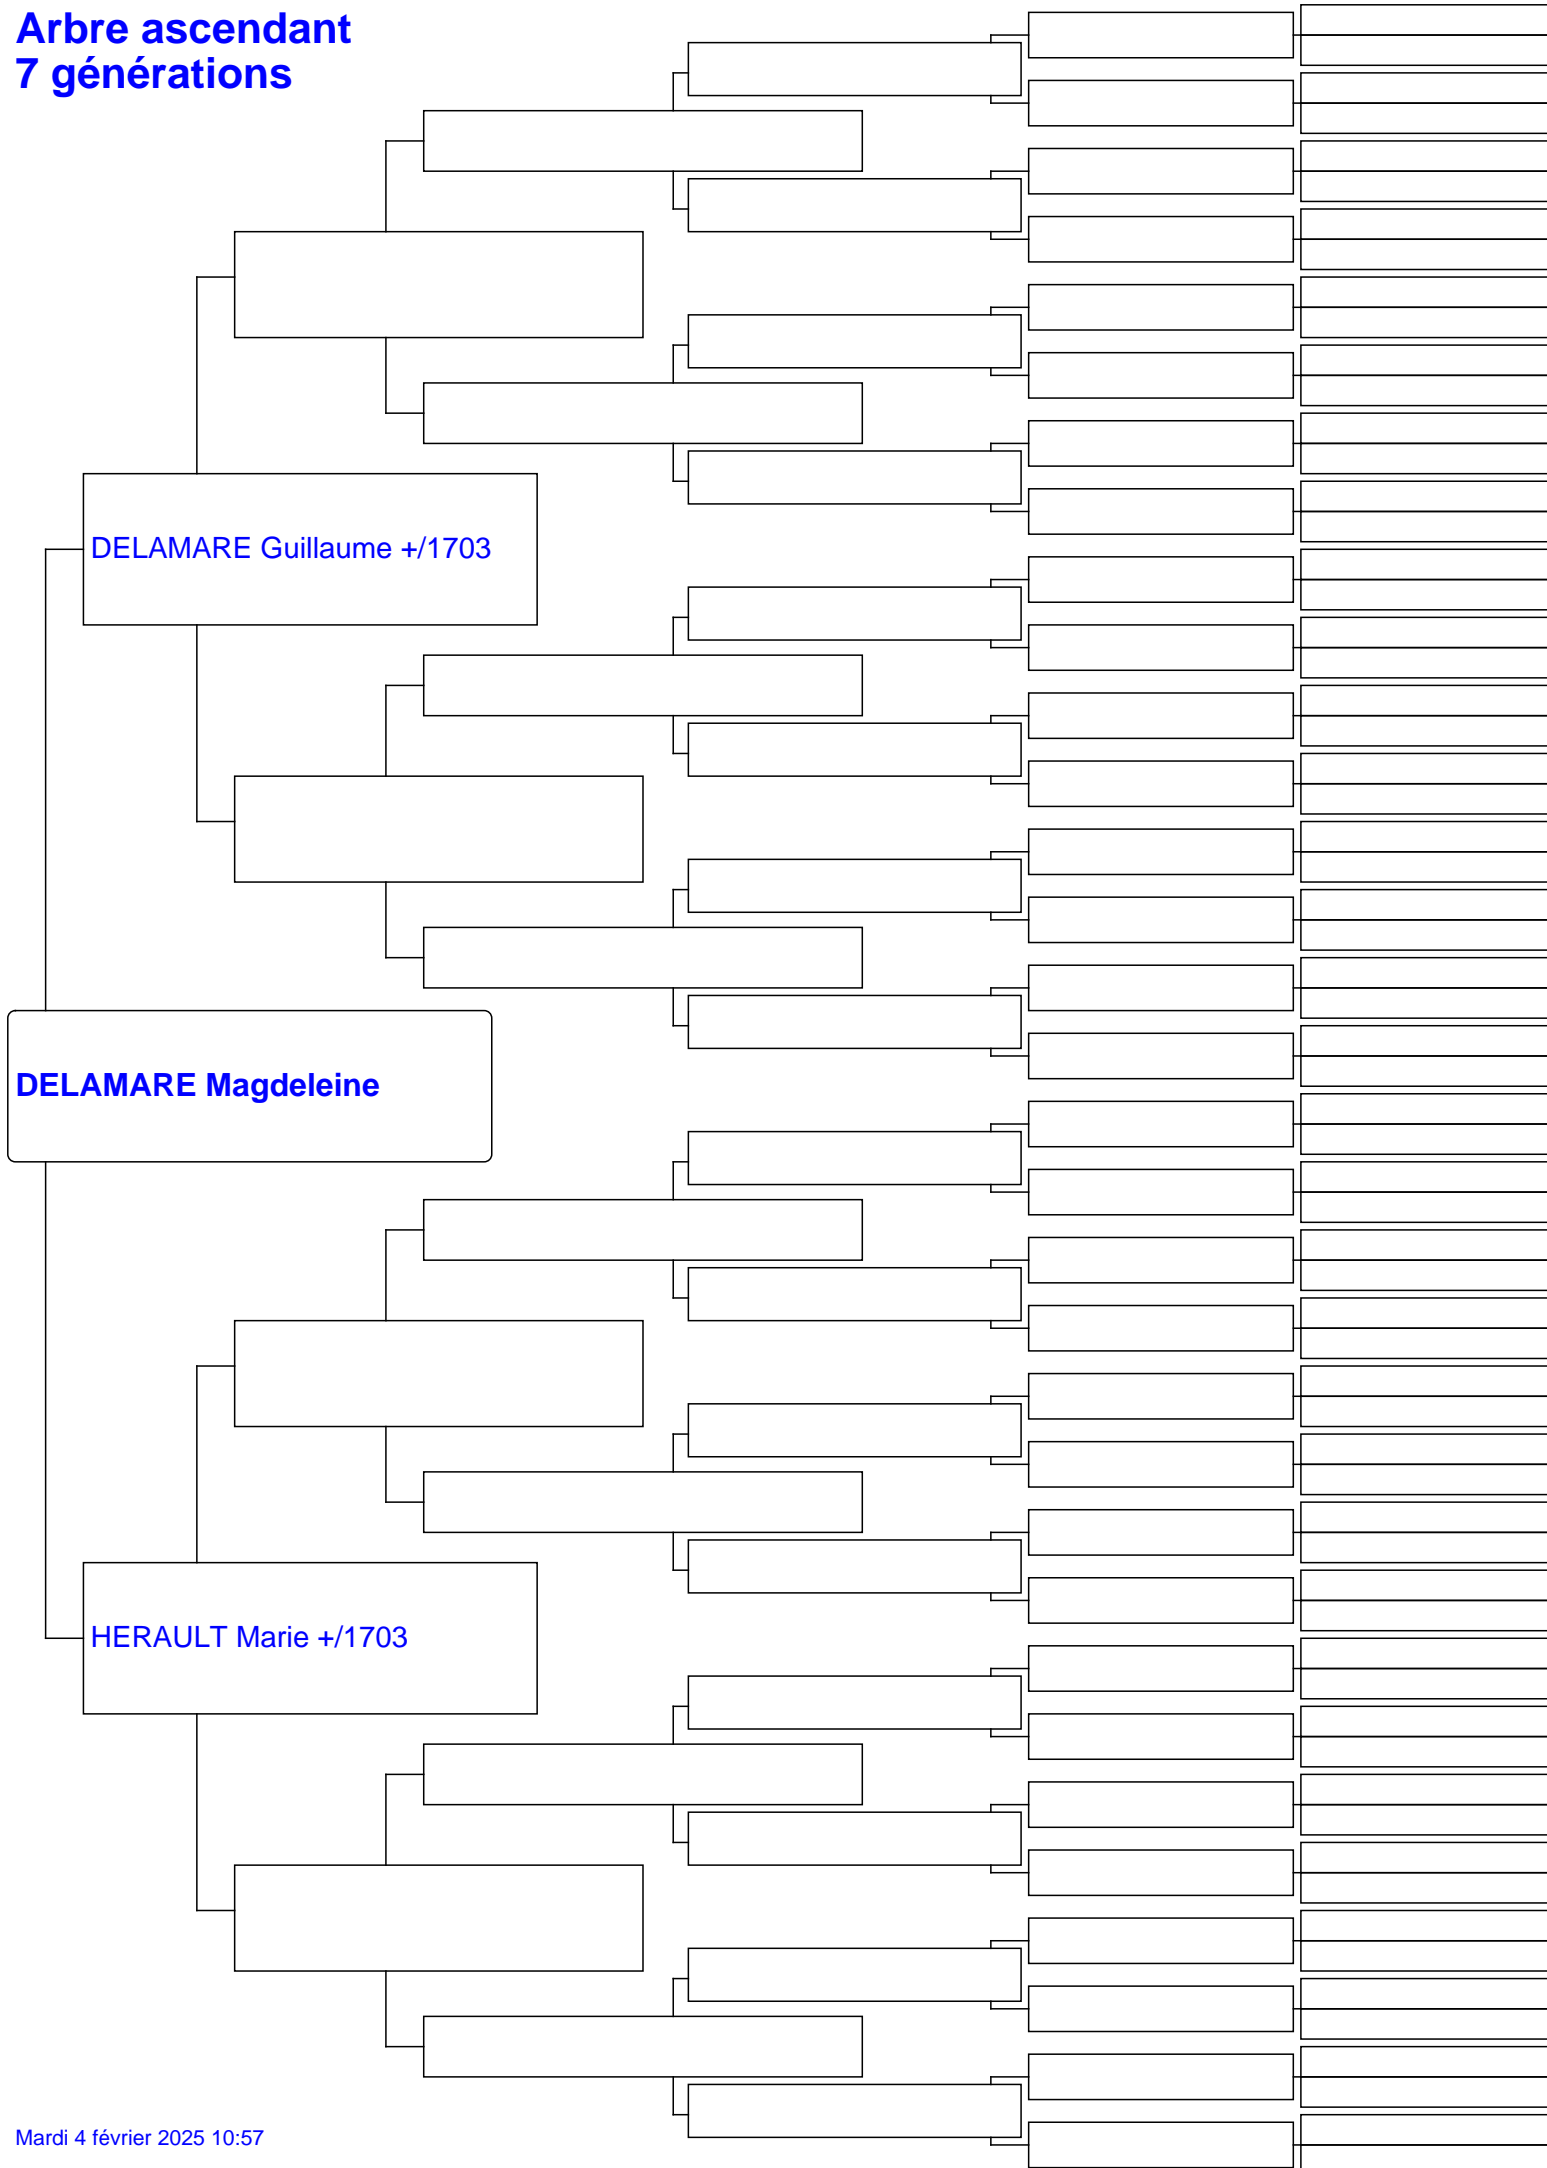 Arbre ascendant
7 générations
DELAMARE Guillaume +/1703
DELAMARE Magdeleine
HERAULT Marie +/1703
Mardi 4 février 2025 10:57